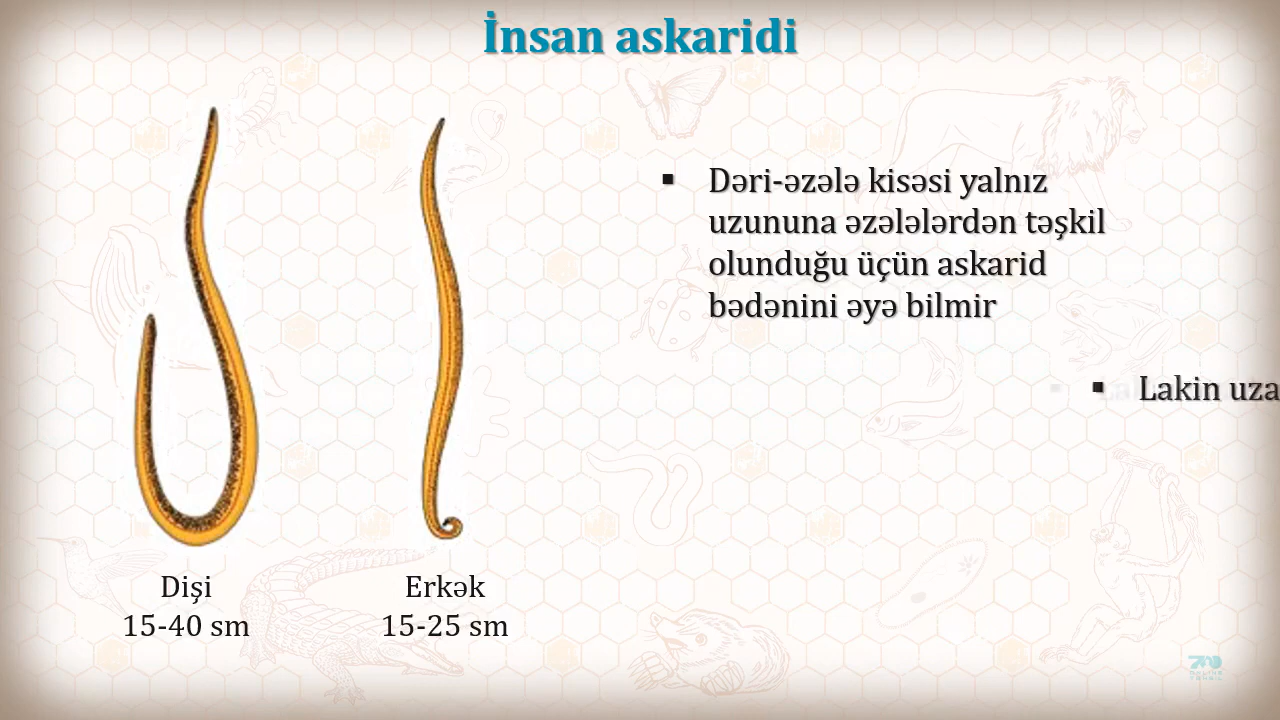 İnsan askaridi
▪ Dəri-əzələ kisəsi yalnız
uzununa əzələlərdən təşkil
olunduğu üçün askarid
bədənini əyə bilmir
▪ Lakin uza
Dişi
15-40 sm
Erkək
15-25 sm